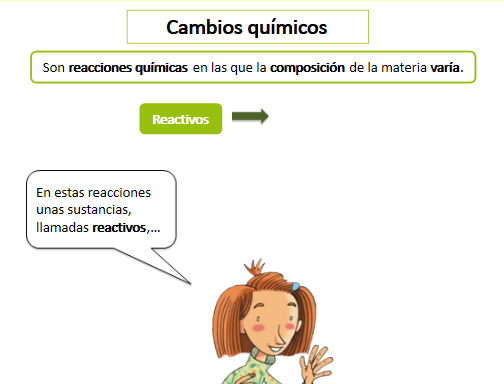 Cambios químicos
Son reacciones químicas en las que la composición de la materia varía.
Reactivos
En estas reacciones
unas sustancias,
llamadas reactivos,...